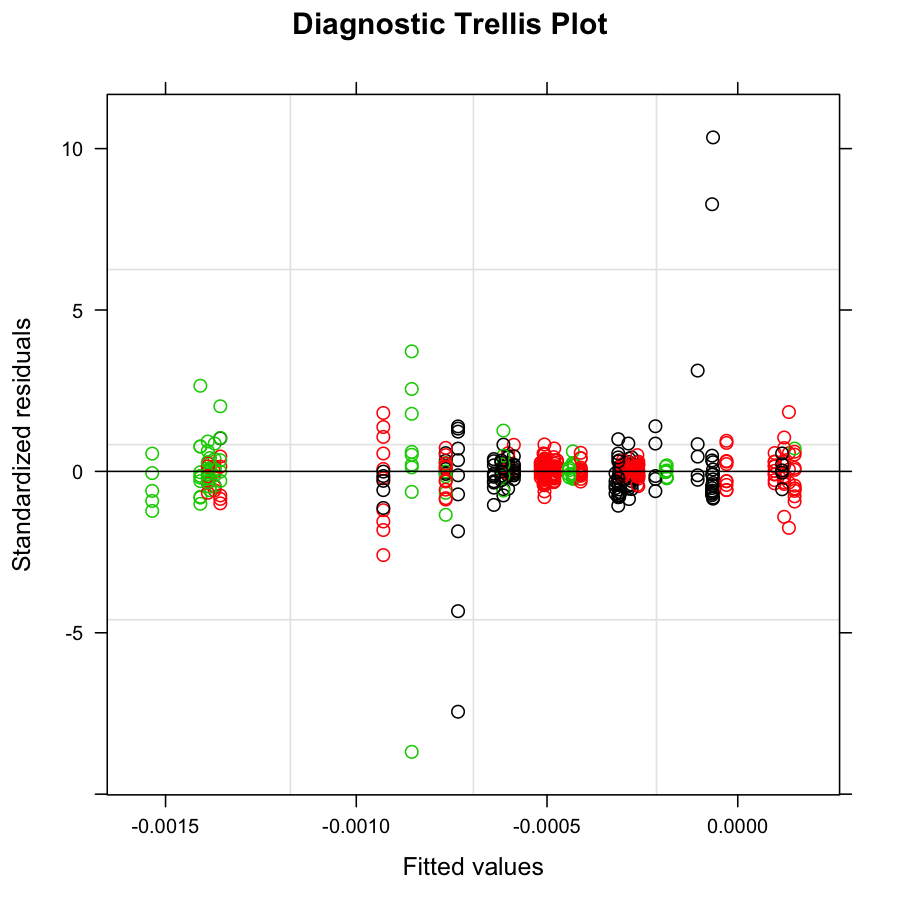 Diagnostic Trellis Plot
10
5
0
-5
Standardized residuals
-0.0015 -0.0010 -0.0005 0.0000
Fitted values